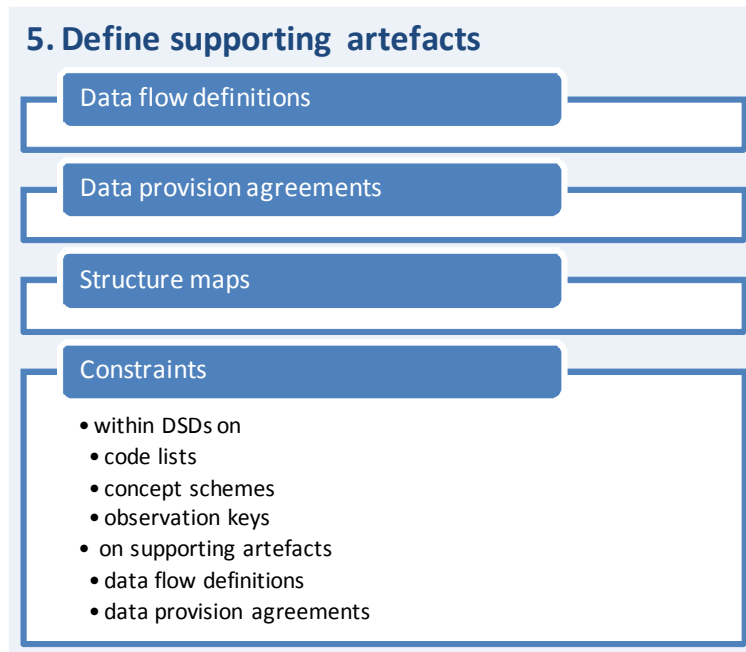 5. Define supporting artefacts
Data flow definitions
Data provision agreements
Structure maps
Constraints
• within DSDs on
• code lists
• concept schemes
• observation keys
• on supporting artefacts
• data flow definitions
• data provision agreements